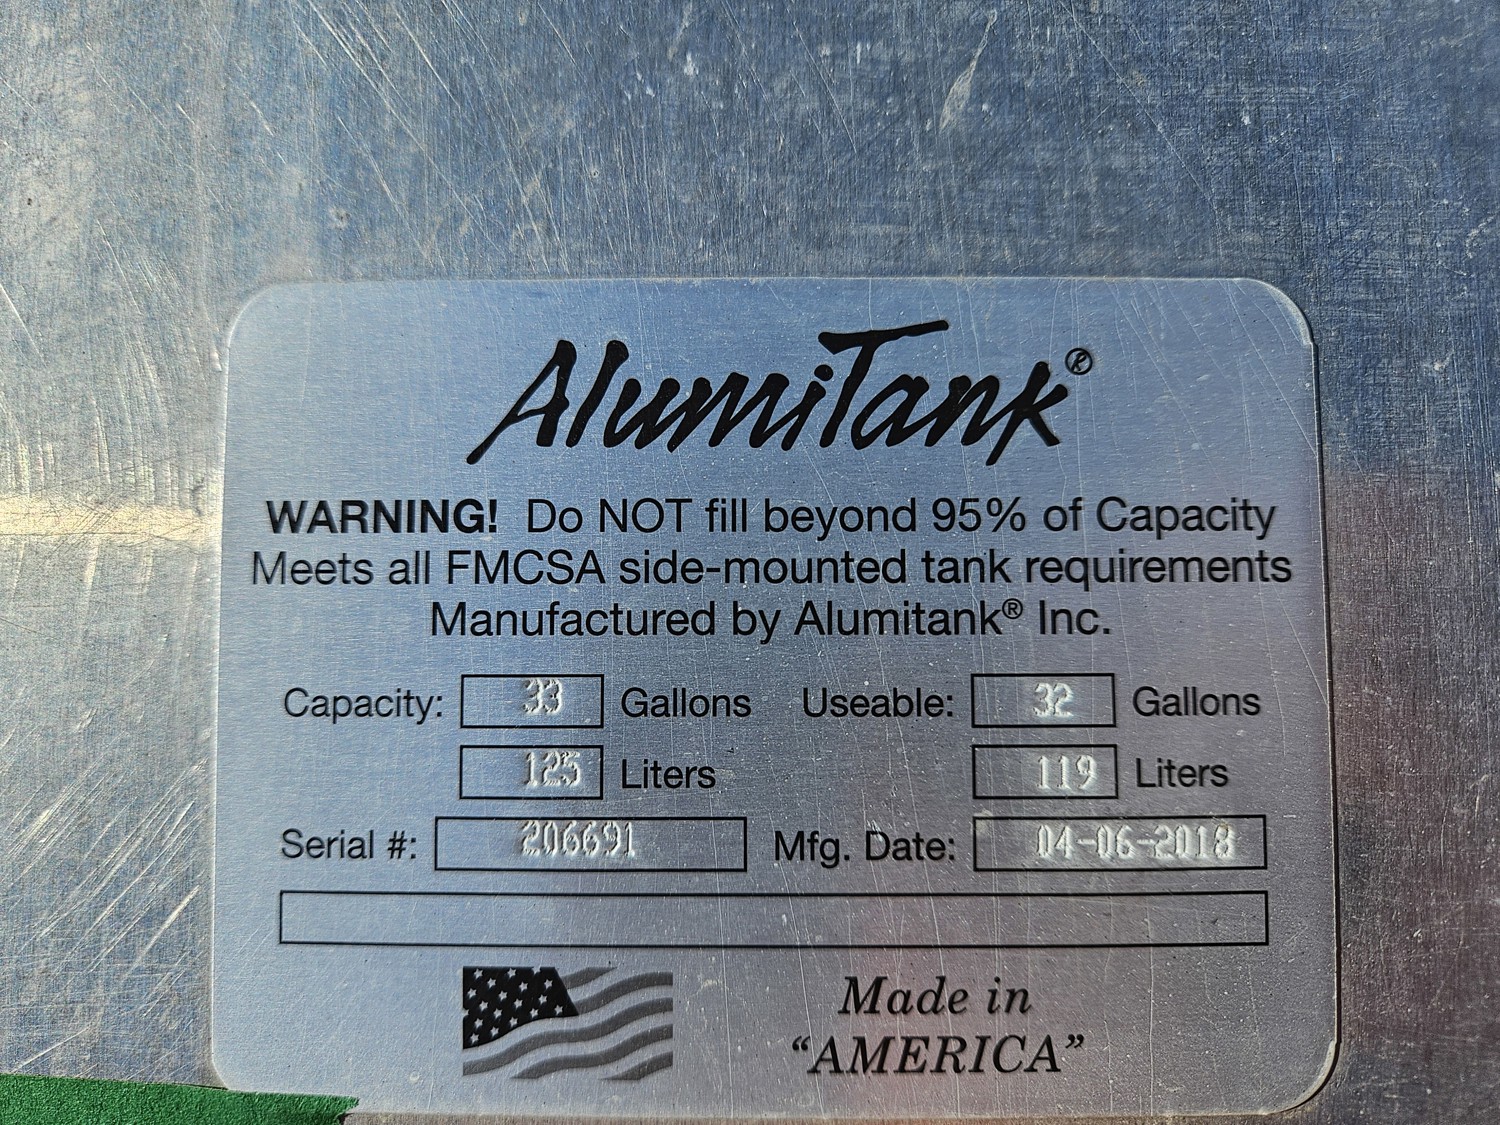 AlumiTank®
WARNING! Do NOT fill beyond 95% of Capacity
Meets all FMCSA side-mounted tank requirements
Manufactured by Alumitank® Inc.
Capacity: 33 Gallons Useable: 32 Gallons
125 Liters 119 Liters
Serial #: 206691 Mfg. Date: 04-06-2018
Made in
“AMERICA”